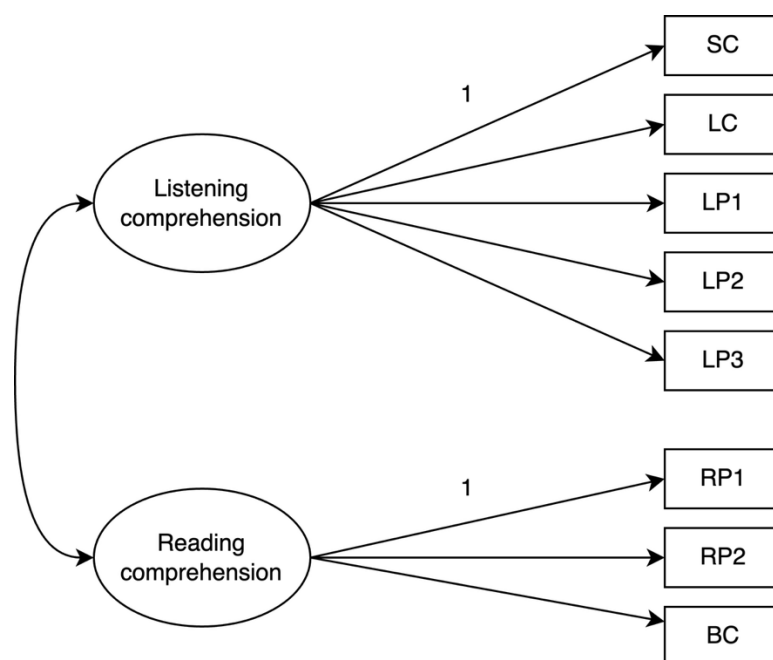 SC
1
LC
Listening
comprehension
LP1
LP2
LP3
RP1
1
Reading
comprehension
RP2
BC